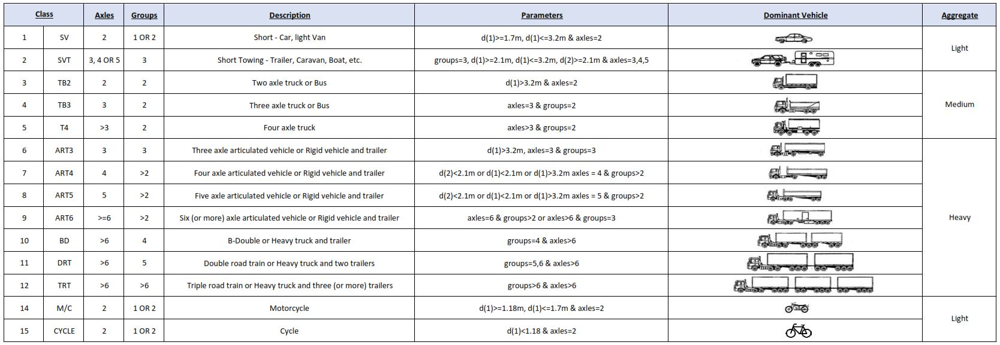 Class Axles Groups Description Parameters Dominant Vehicle Aggregate
1 SV 2 1 OR 2 Short - Car, light Van d(1)>=1.7m, d(1)<=3.2m & axles=2
Light
2 SVT 3, 4 OR 5 3 Short Towing - Trailer, Caravan, Boat, etc. groups=3, d(1)>=2.1m, d(1)<=3.2m, d(2)>=2.1m & axles=3,4,5
3 TB2 2 2 Two axle truck or Bus d(1)>3.2m & axles=2
4 TB3 3 2 Three axle truck or Bus axles=3 & groups=2 Medium
5 T4 >3 2 Four axle truck axles>3 & groups=2
6 ART3 3 3 Three axle articulated vehicle or Rigid vehicle and trailer d(1)>3.2m, axles=3 & groups=3
7 ART4 4 >2 Four axle articulated vehicle or Rigid vehicle and trailer d(2)<2.1m or d(1)<2.1m or d(1)>3.2m axles = 4 & groups>2
8 ART5 5 >2 Five axle articulated vehicle or Rigid vehicle and trailer d(2)<2.1m or d(1)<2.1m or d(1)>3.2m axles = 5 & groups>2
9 ART6 >=6 >2 Six (or more) axle articulated vehicle or Rigid vehicle and trailer axles=6 & groups>2 or axles>6 & groups=3 Heavy
10 BD >6 4 B-Double or Heavy truck and trailer groups=4 & axles>6
11 DRT >6 5 Double road train or Heavy truck and two trailers groups=5,6 & axles>6
12 TRT >6 >6 Triple road train or Heavy truck and three (or more) trailers groups>6 & axles>6
14 M/C 2 1 OR 2 Motorcycle d(1)>=1.18m, d(1)<=1.7m & axles=2
Light
15 CYCLE 2 1 OR 2 Cycle d(1)<1.18 & axles=2